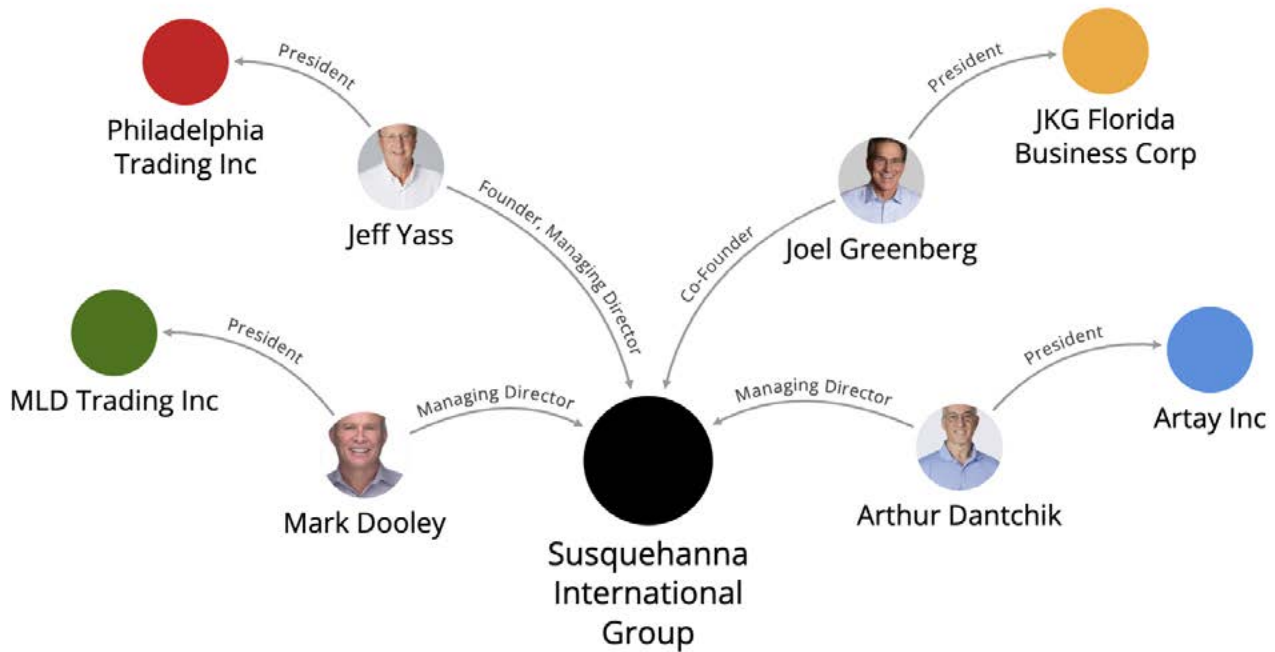 President
Philadelphia
Trading Inc
Jeff Yass
Founder, Managing Director
President
JKG Florida
Business Corp
Joel Greenberg
Co-Founder
President
MLD Trading Inc
Managing Director
Mark Dooley
Managing Director
President
Artay Inc
Arthur Dantchik
Susquehanna
International
Group